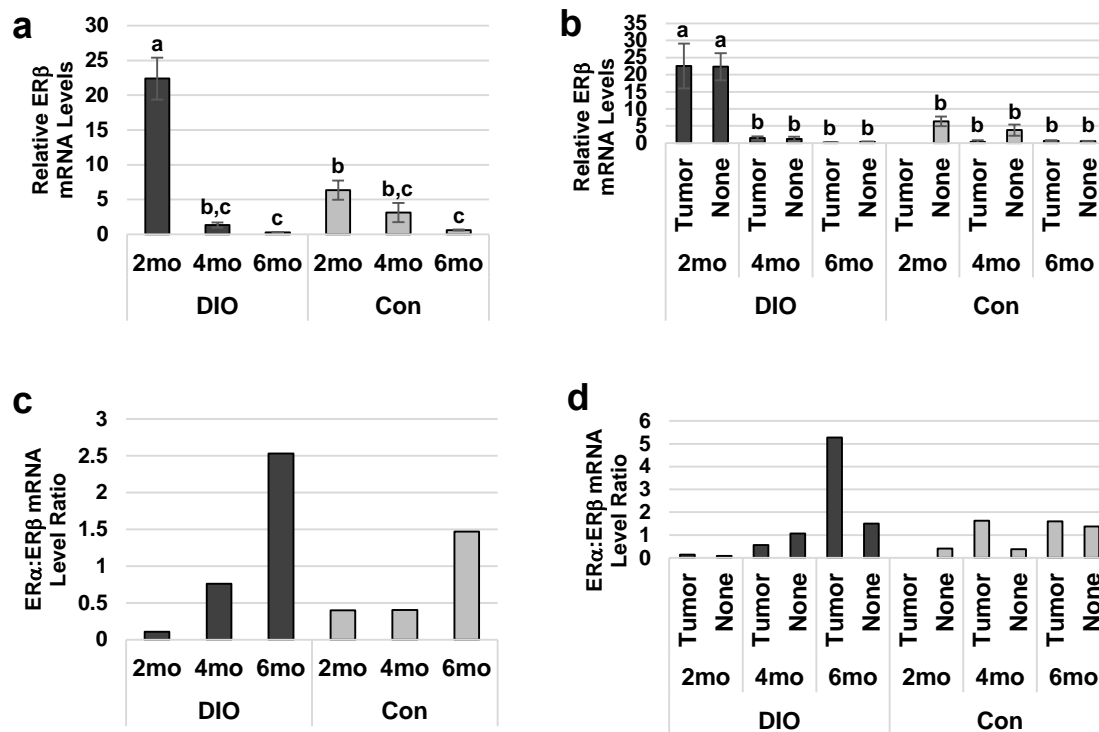 a
Relative ERβ
mRNA Levels
30
25
20
15
10
5
0
a
b,c
c
b
b,c
c
2mo 4mo 6mo 2mo 4mo 6mo
DIO Con
b
Relative ERβ
mRNA Levels
35
30
25
20
15
10
5
0
a a
b b b b b b b b b
Tumor None Tumor None Tumor None Tumor None Tumor None Tumor None
2mo 4mo 6mo 2mo 4mo 6mo
DIO Con
c
ERα:ERβ mRNA
Level Ratio
3
2.5
2
1.5
1
0.5
0
2mo 4mo 6mo 2mo 4mo 6mo
DIO Con
d
ERα:ERβ mRNA
Level Ratio
6
5
4
3
2
1
0
Tumor None Tumor None Tumor None Tumor None Tumor None Tumor None
2mo 4mo 6mo 2mo 4mo 6mo
DIO Con